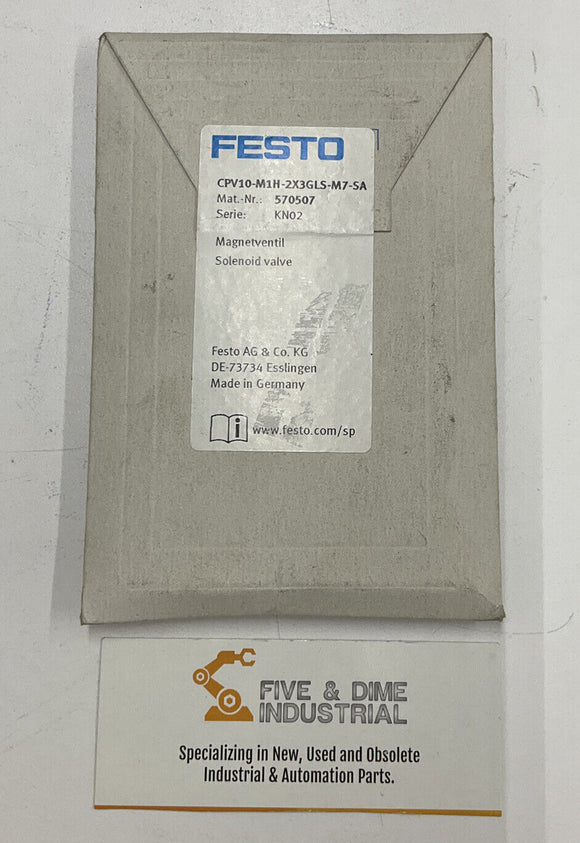 FESTO
CPV10-M1H-2X3GLS-M7-SA
Mat.-Nr.: 570507
Serie: KN02
Magnetventil
Solenoid valve
Festo AG & Co. KG
DE-73734 Esslingen
Made in Germany
www.festo.com/sp
FIVE & DIME
INDUSTRIAL
Specializing in New, Used and Obsolete
Industrial & Automation Parts.